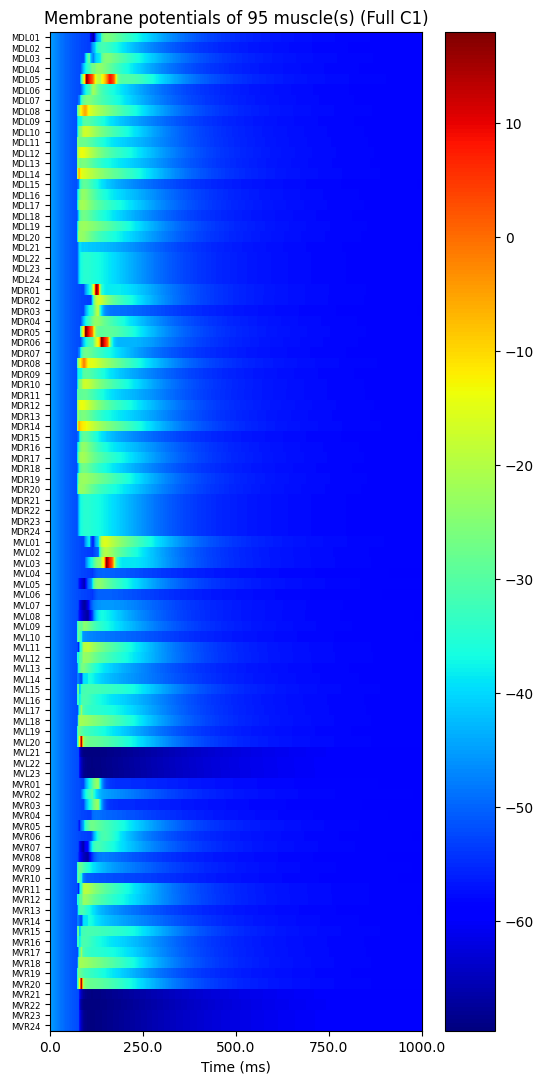 Membrane potentials of 95 muscle(s) (Full C1)
MDL01
MDL02
MDL03
MDL04
MDL05
MDL06
MDL07
MDL08
MDL09
MDL10
MDL11
MDL12
MDL13
MDL14
MDL15
MDL16
MDL17
MDL18
MDL19
MDL20
MDL21
MDL22
MDL23
MDL24
MDR01
MDR02
MDR03
MDR04
MDR05
MDR06
MDR07
MDR08
MDR09
MDR10
MDR11
MDR12
MDR13
MDR14
MDR15
MDR16
MDR17
MDR18
MDR19
MDR20
MDR21
MDR22
MDR23
MDR24
MVL01
MVL02
MVL03
MVL04
MVL05
MVL06
MVL07
MVL08
MVL09
MVL10
MVL11
MVL12
MVL13
MVL14
MVL15
MVL16
MVL17
MVL18
MVL19
MVL20
MVL21
MVL22
MVL23
MVR01
MVR02
MVR03
MVR04
MVR05
MVR06
MVR07
MVR08
MVR09
MVR10
MVR11
MVR12
MVR13
MVR14
MVR15
MVR16
MVR17
MVR18
MVR19
MVR20
MVR21
MVR22
MVR23
MVR24
0.0 250.0 500.0 750.0 1000.0
Time (ms)
10
0
−10
−20
−30
−40
−50
−60